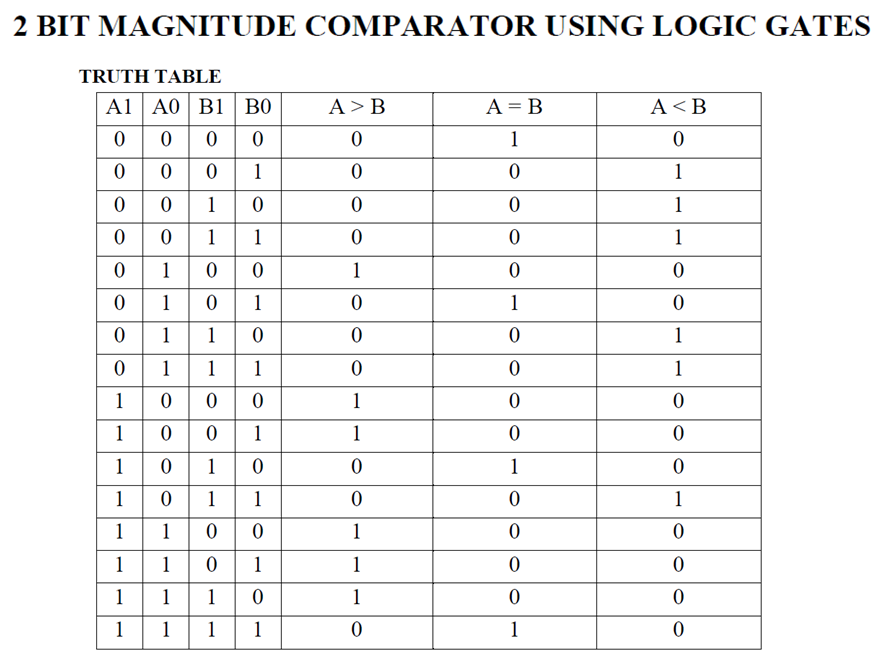 2 BIT MAGNITUDE COMPARATOR USING LOGIC GATES
TRUTH TABLE
A1 A0 B1 B0 A > B A = B A < B
0 0 0 0 0 1 0
0 0 0 1 0 0 1
0 0 1 0 0 0 1
0 0 1 1 0 0 1
0 1 0 0 1 0 0
0 1 0 1 0 1 0
0 1 1 0 0 0 1
0 1 1 1 0 0 1
1 0 0 0 1 0 0
1 0 0 1 1 0 0
1 0 1 0 0 1 0
1 0 1 1 0 0 1
1 1 0 0 1 0 0
1 1 0 1 1 0 0
1 1 1 0 1 0 0
1 1 1 1 0 1 0